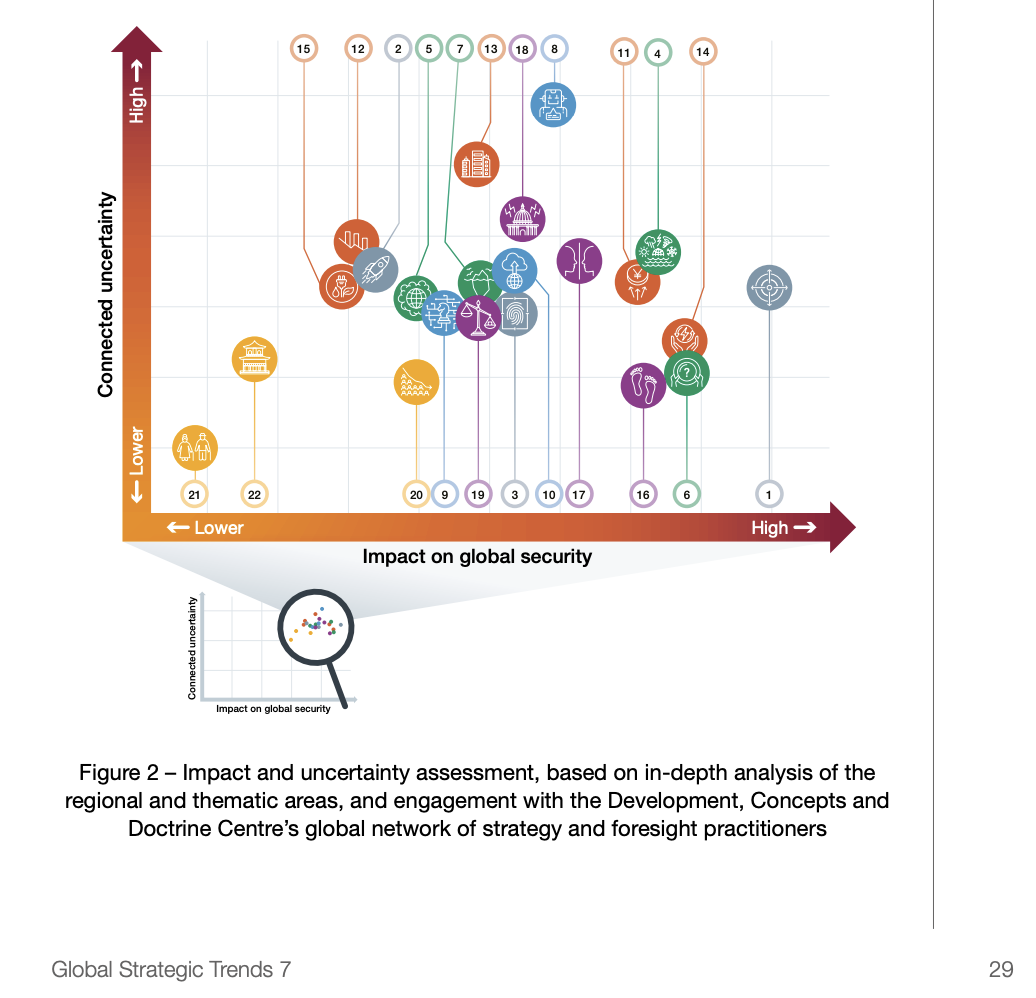 15 12 2 5 7 13 18 8 11 4 14
High →
Connected uncertainty
← Lower
¥
?
21 22 20 9 19 3 10 17 16 6 1
← Lower High →
Impact on global security
Connected uncertainty
Impact on global security
Figure 2 – Impact and uncertainty assessment, based on in-depth analysis of the
regional and thematic areas, and engagement with the Development, Concepts and
Doctrine Centre’s global network of strategy and foresight practitioners
Global Strategic Trends 7 29